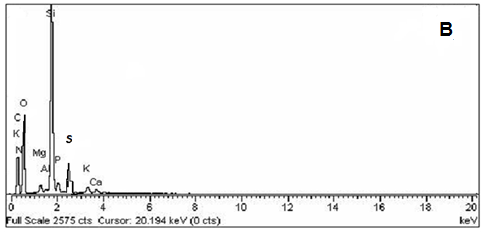 Si
B
O
C
K
N
S
Mg
Al
P
K
Ca
0 2 4 6 8 10 12 14 16 18 20
Full Scale 2575 cts Cursor: 20.194 keV (0 cts) keV